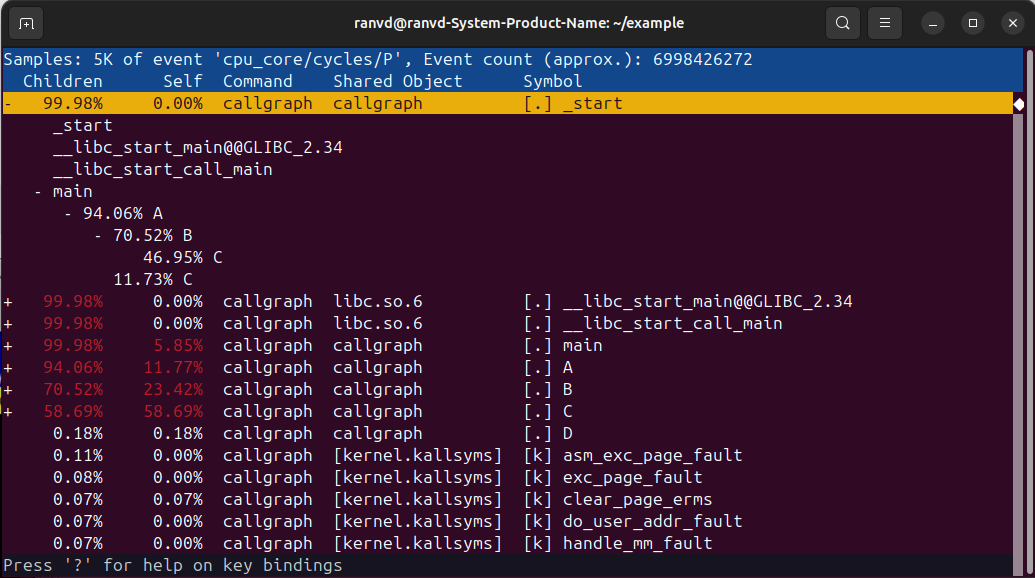 ranvd@ranvd-System-Product-Name: ~/example
Samples: 5K of event 'cpu_core/cycles/P', Event count (approx.): 6998426272
  Children      Self  Command   Shared Object      Symbol
-   99.98%     0.00%  callgraph  callgraph          [.] _start
     _start
     __libc_start_main@@GLIBC_2.34
     __libc_start_call_main
   - main
      - 94.06% A
         - 70.52% B
              46.95% C
           11.73% C
+   99.98%     0.00%  callgraph  libc.so.6          [.] __libc_start_main@@GLIBC_2.34
+   99.98%     0.00%  callgraph  libc.so.6          [.] __libc_start_call_main
+   99.98%     5.85%  callgraph  callgraph          [.] main
+   94.06%    11.77%  callgraph  callgraph          [.] A
+   70.52%    23.42%  callgraph  callgraph          [.] B
+   58.69%    58.69%  callgraph  callgraph          [.] C
     0.18%     0.18%  callgraph  callgraph          [.] D
     0.11%     0.00%  callgraph  [kernel.kallsyms]  [k] asm_exc_page_fault
     0.08%     0.00%  callgraph  [kernel.kallsyms]  [k] exc_page_fault
     0.07%     0.07%  callgraph  [kernel.kallsyms]  [k] clear_page_erms
     0.07%     0.00%  callgraph  [kernel.kallsyms]  [k] do_user_addr_fault
     0.07%     0.00%  callgraph  [kernel.kallsyms]  [k] handle_mm_fault
Press '?' for help on key bindings